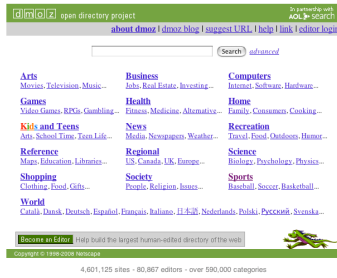 dmoz open directory project
In partnership with
AOL search
about dmoz | dmoz blog | suggest URL | help | link | editor login
Search advanced
Arts
Movies, Television, Music...
Business
Jobs, Real Estate, Investing...
Computers
Internet, Software, Hardware...
Games
Video Games, RPGs, Gambling...
Health
Fitness, Medicine, Alternative...
Home
Family, Consumers, Cooking...
Kids and Teens
Arts, School Time, Teen Life...
News
Media, Newspapers, Weather...
Recreation
Travel, Food, Outdoors, Humor...
Reference
Maps, Education, Libraries...
Regional
US, Canada, UK, Europe...
Science
Biology, Psychology, Physics...
Shopping
Clothing, Food, Gifts...
Society
People, Religion, Issues...
Sports
Baseball, Soccer, Basketball...
World
Català, Dansk, Deutsch, Español, Français, Italiano, 日本語, Nederlands, Polski, Русский, Svenska...
Become an Editor Help build the largest human-edited directory of the web
Copyright © 1998-2008 Netscape
4,601,125 sites - 80,867 editors - over 590,000 categories